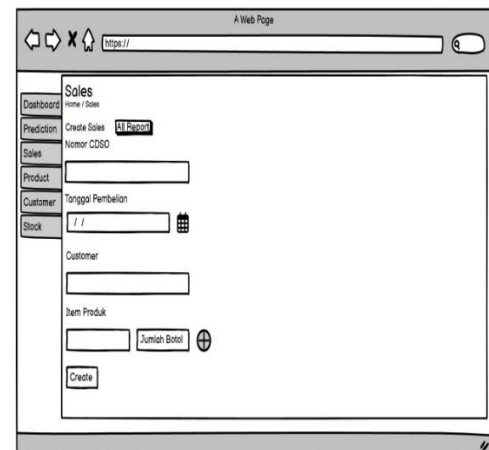 A Web Page
https://
Sales
Home / Sales
Dashboard
Prediction
Sales
Product
Customer
Stock
Create Sales All Report
Nomor CDSO
Tanggal Pembelian
/ /
Customer
Item Produk
Jumlah Botol
Create